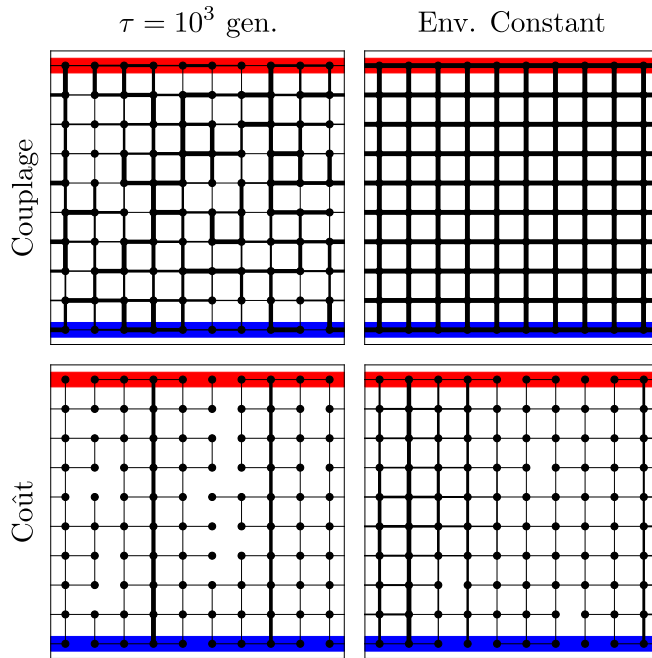 τ = 10³ gen.
Env. Constant
Couplage
Coût